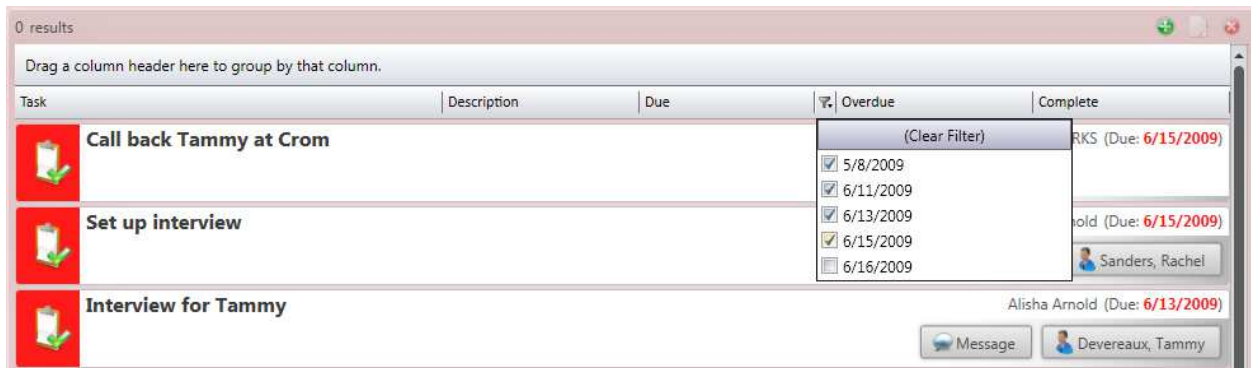 0 results
Drag a column header here to group by that column.
Task Description Due Overdue Complete
(Clear Filter)
Call back Tammy at Crom RKS (Due: 6/15/2009)
5/8/2009
6/11/2009
6/13/2009
Set up interview nold (Due: 6/15/2009)
6/15/2009
6/16/2009 Sanders, Rachel
Interview for Tammy Alisha Arnold (Due: 6/13/2009)
Message Devereaux, Tammy